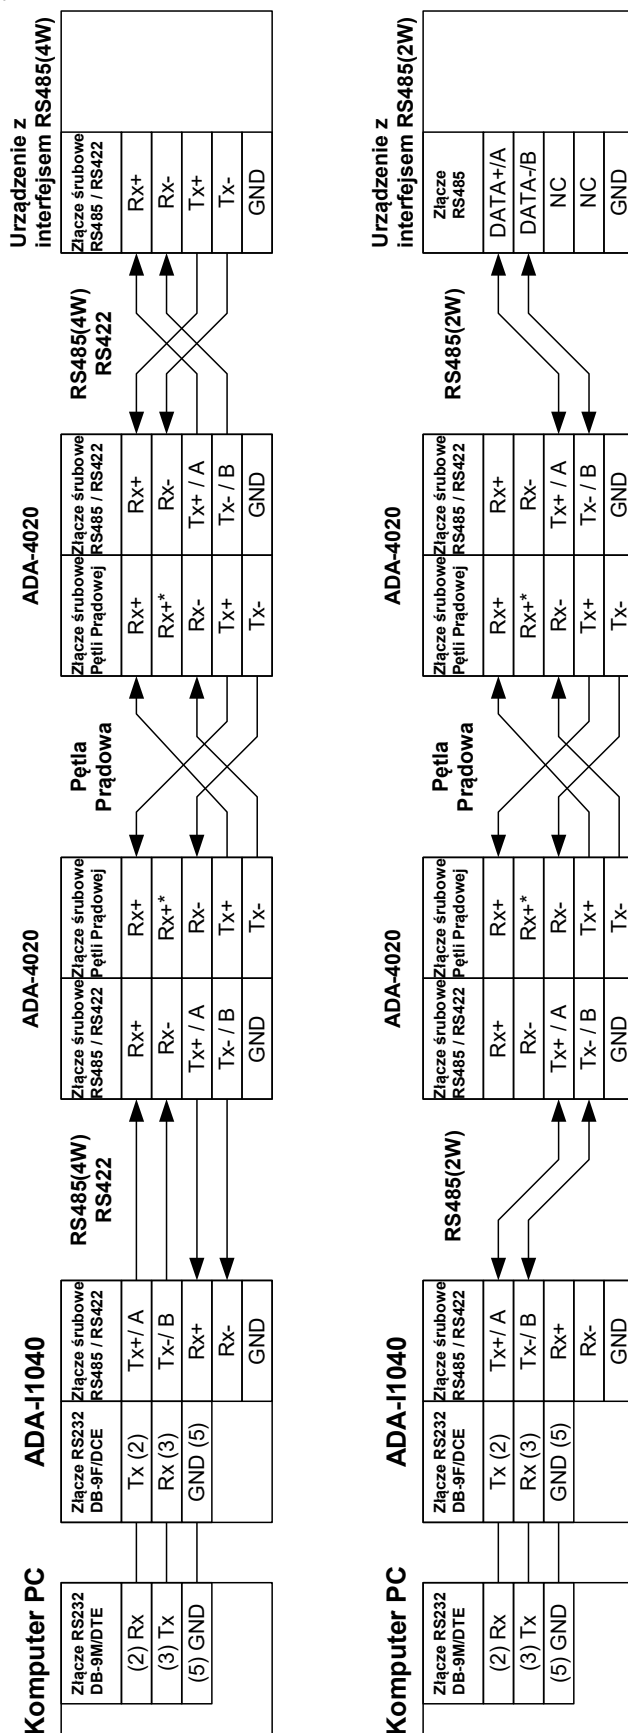 Komputer PC
Złącze RS232
DB-9M/DTE
(2) Rx
(3) Tx
(5) GND
ADA-I1040
Złącze RS232
DB-9F/DCE
Tx (2)
Rx (3)
GND (5)
Złącze śrubowe
RS485 / RS422
Tx+/ A
Tx-/ B
Rx+
Rx-
GND
RS485(4W)
RS422
ADA-4020
Złącze śrubowe
RS485 / RS422
Rx+
Rx-
Tx+ / A
Tx- / B
GND
Złącze śrubowe
Pętli Prądowej
Rx+
Rx+*
Rx-
Tx+
Tx-
Pętla
Prądowa
ADA-4020
Złącze śrubowe
Pętli Prądowej
Rx+
Rx+*
Rx-
Tx+
Tx-
Złącze śrubowe
RS485 / RS422
Rx+
Rx-
Tx+ / A
Tx- / B
GND
RS485(4W)
RS422
Urządzenie z
interfejsem RS485(4W)
Złącze śrubowe
RS485 / RS422
Rx+
Rx-
Tx+
Tx-
GND
Komputer PC
Złącze RS232
DB-9M/DTE
(2) Rx
(3) Tx
(5) GND
ADA-I1040
Złącze RS232
DB-9F/DCE
Tx (2)
Rx (3)
GND (5)
Złącze śrubowe
RS485 / RS422
Tx+/ A
Tx-/ B
Rx+
Rx-
GND
RS485(2W)
ADA-4020
Złącze śrubowe
RS485 / RS422
Rx+
Rx-
Tx+ / A
Tx- / B
GND
Złącze śrubowe
Pętli Prądowej
Rx+
Rx+*
Rx-
Tx+
Tx-
Pętla
Prądowa
ADA-4020
Złącze śrubowe
Pętli Prądowej
Rx+
Rx+*
Rx-
Tx+
Tx-
Złącze śrubowe
RS485 / RS422
Rx+
Rx-
Tx+ / A
Tx- / B
GND
RS485(2W)
Urządzenie z
interfejsem RS485(2W)
Złącze
RS485
DATA+/A
DATA-/B
NC
NC
GND